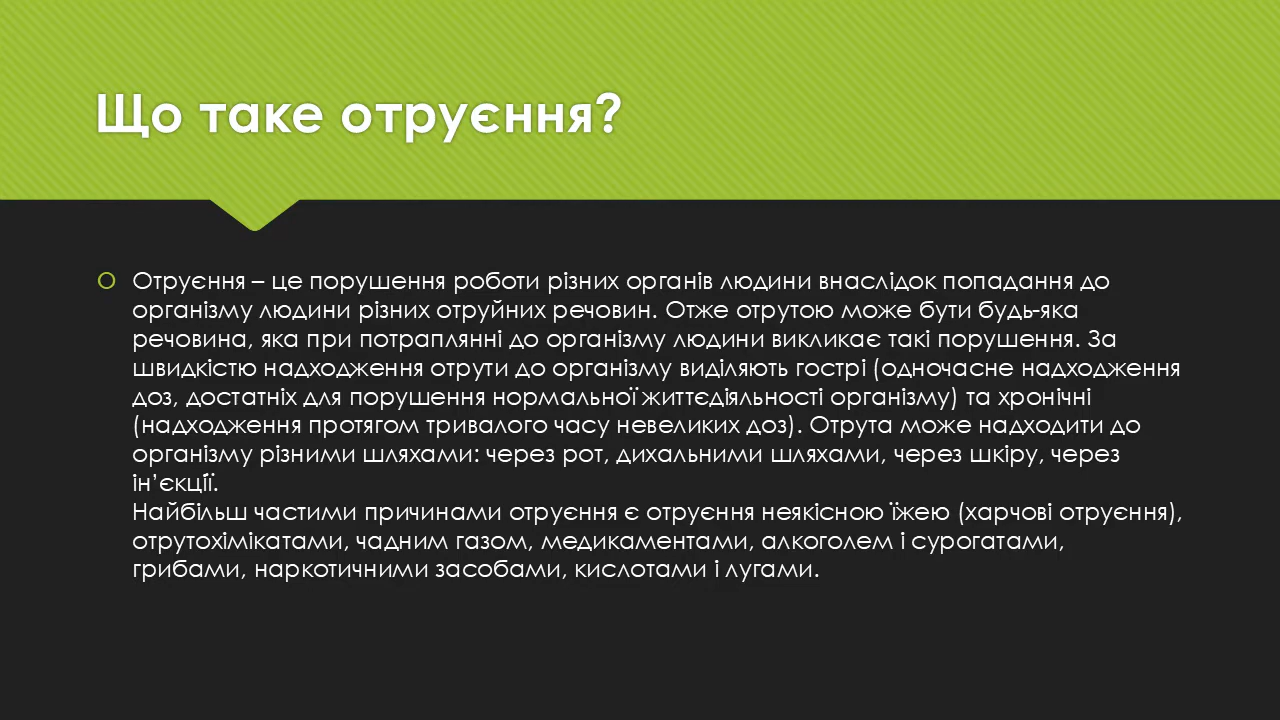 Що таке отруєння?
Отруєння – це порушення роботи різних органів людини внаслідок попадання до
організму людини різних отруйних речовин. Отже отрутою може бути будь-яка
речовина, яка при потраплянні до організму людини викликає такі порушення. За
швидкістю надходження отрути до організму виділяють гострі (одночасне надходження
доз, достатніх для порушення нормальної життєдіяльності організму) та хронічні
(надходження протягом тривалого часу невеликих доз). Отрута може надходити до
організму різними шляхами: через рот, дихальними шляхами, через шкіру, через
ін’єкції.
Найбільш частими причинами отруєння є отруєння неякісною їжею (харчові отруєння),
отрутохімікатами, чадним газом, медикаментами, алкоголем і сурогатами,
грибами, наркотичними засобами, кислотами і лугами.